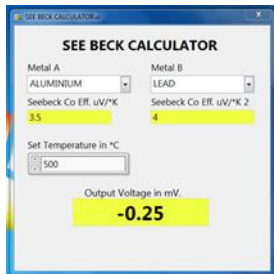 SEE BECK CALCULATOR
SEE BECK CALCULATOR
Metal A Metal B
ALUMINIUM LEAD
Seebeck Co Eff. uV/°K Seebeck Co Eff. uV/°K 2
3.5 4
Set Temperature in °C
500
Output Voltage in mV.
-0.25